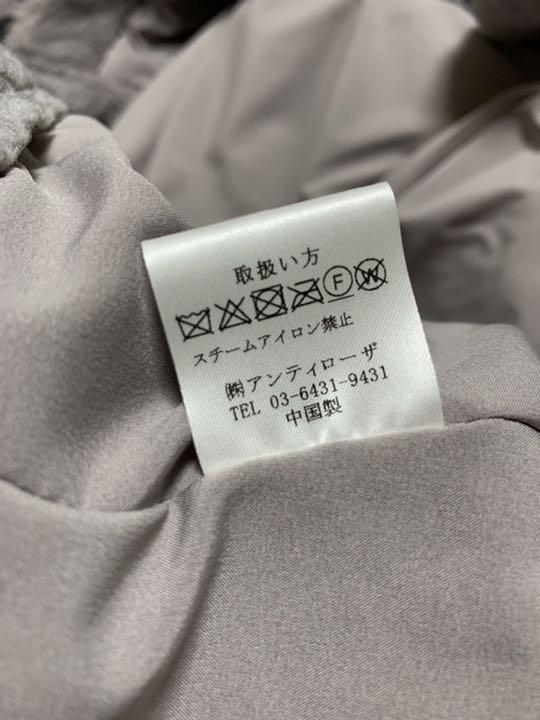 取扱い方
F W
スチームアイロン禁止
㈱アンティローザ
TEL 03-6431-9431
中国製